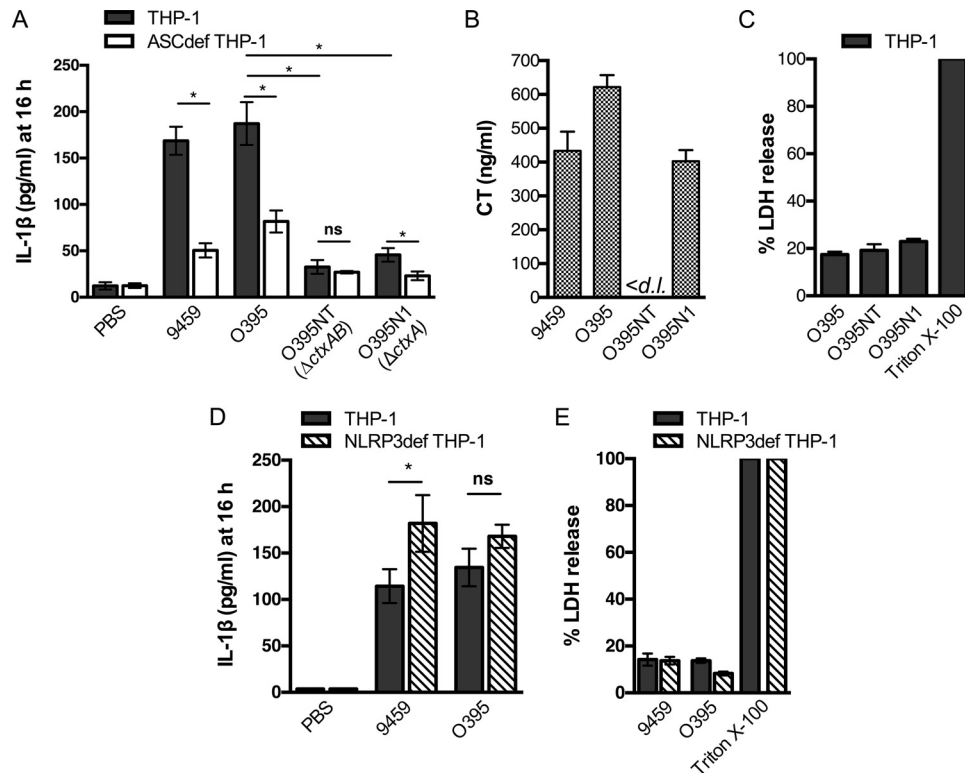 A
THP-1
ASCdef THP-1
IL-1β (pg/ml) at 16 h
250
200
150
100
50
0
*
*
*
*
ns
*
PBS
9459
O395
O395NT
(ΔctxAB)
O395N1
(ΔctxA)
B
CT (ng/ml)
700
600
500
400
300
200
100
0
<d.l.
9459
O395
O395NT
O395N1
C
THP-1
% LDH release
100
80
60
40
20
0
O395
O395NT
O395N1
Triton X-100
D
THP-1
NLRP3def THP-1
IL-1β (pg/ml) at 16 h
250
200
150
100
50
0
*
ns
PBS
9459
O395
E
THP-1
NLRP3def THP-1
% LDH release
100
80
60
40
20
0
9459
O395
Triton X-100